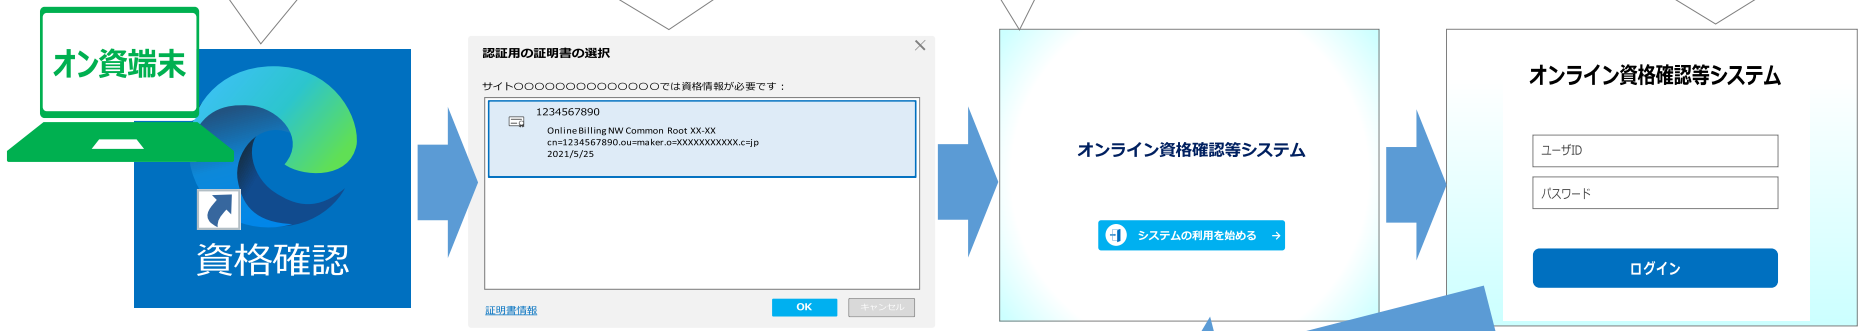 オン資端末
資格確認
認証用の証明書の選択
サイト〇〇〇〇〇〇〇〇〇〇〇〇〇〇では資格情報が必要です：
1234567890
Online Billing NW Common Root XX-XX
cn=1234567890.ou=maker.o=XXXXXXXXXXX.c=jp
2021/5/25
証明書情報
OK
キャンセル
オンライン資格確認等システム
システムの利用を始める →
オンライン資格確認等システム
ユーザID
パスワード
ログイン